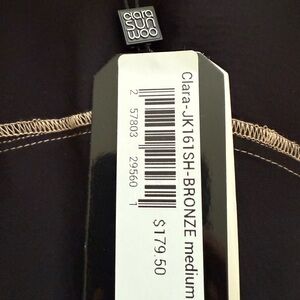 clara
sun
woo
Clara-JK161SH-BRONZE medium
2 57803 29560 1
$179.50